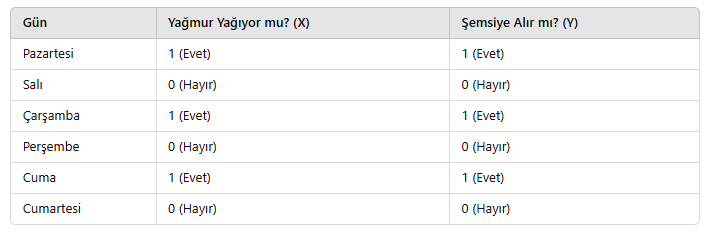 Gün Yağmur Yağıyor mu? (X) Şemsiye Alır mı? (Y)
Pazartesi 1 (Evet) 1 (Evet)
Salı 0 (Hayır) 0 (Hayır)
Çarşamba 1 (Evet) 1 (Evet)
Perşembe 0 (Hayır) 0 (Hayır)
Cuma 1 (Evet) 1 (Evet)
Cumartesi 0 (Hayır) 0 (Hayır)